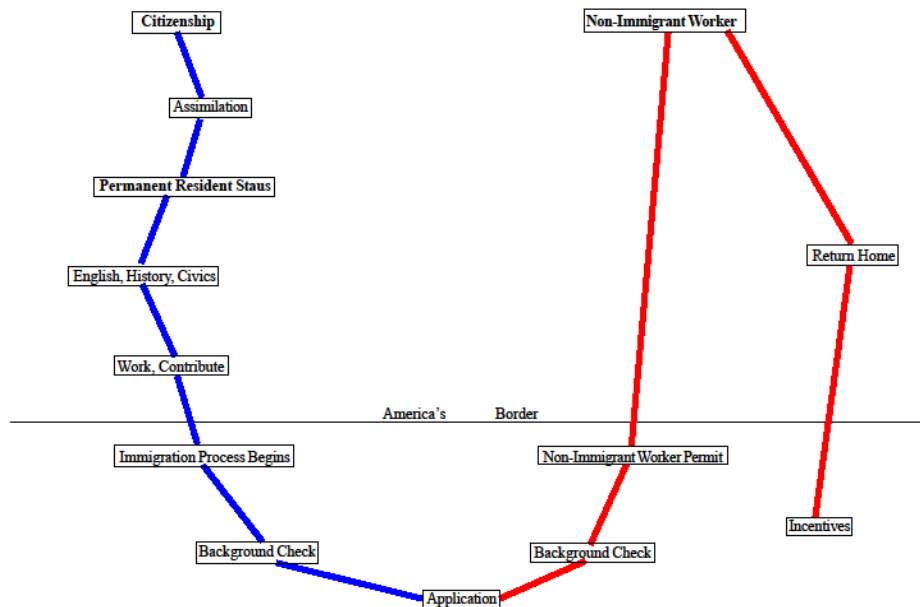 Citizenship
Non-Immigrant Worker
Assimilation
Permanent Resident Staus
Return Home
English, History, Civics
Work, Contribute
America's Border
Immigration Process Begins
Non-Immigrant Worker Permit
Incentives
Background Check
Background Check
Application